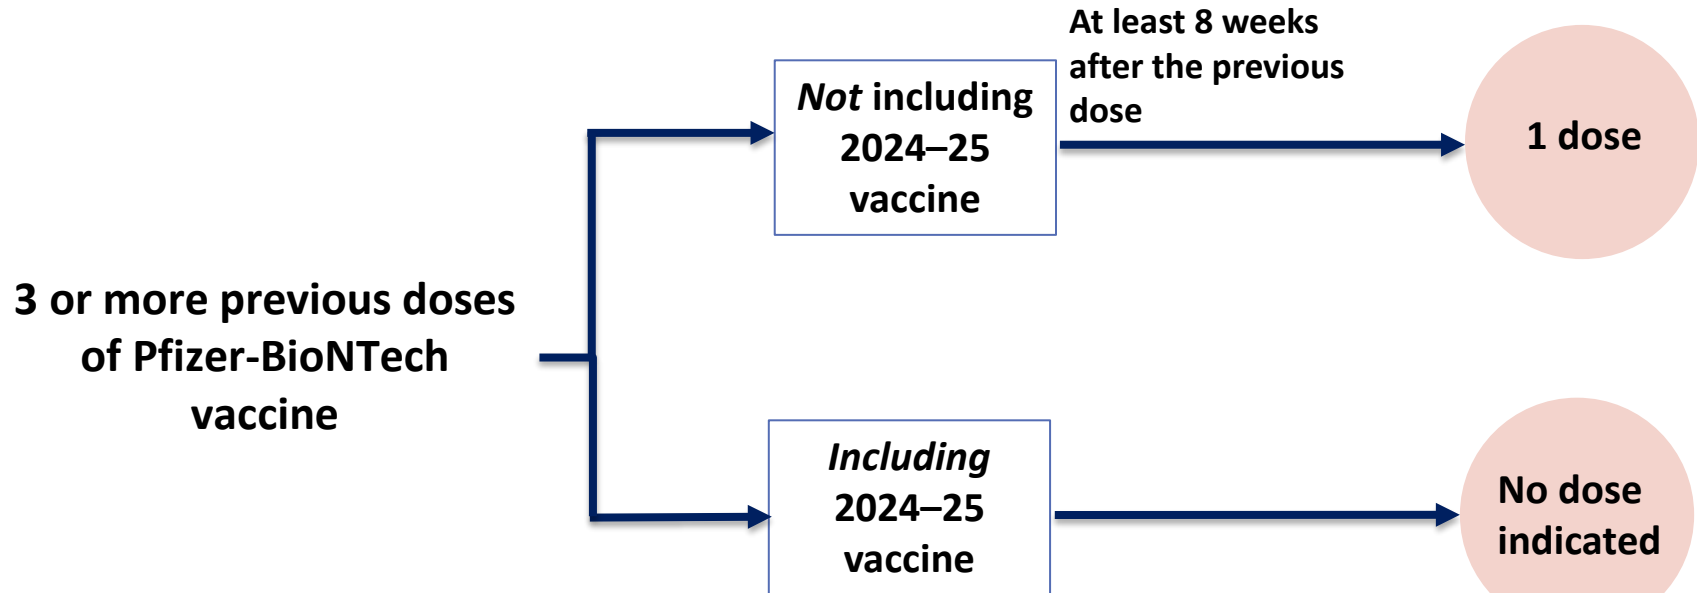 At least 8 weeks
after the previous
dose
Not including
2024–25
vaccine
1 dose
3 or more previous doses
of Pfizer-BioNTech
vaccine
Including
2024–25
vaccine
No dose
indicated